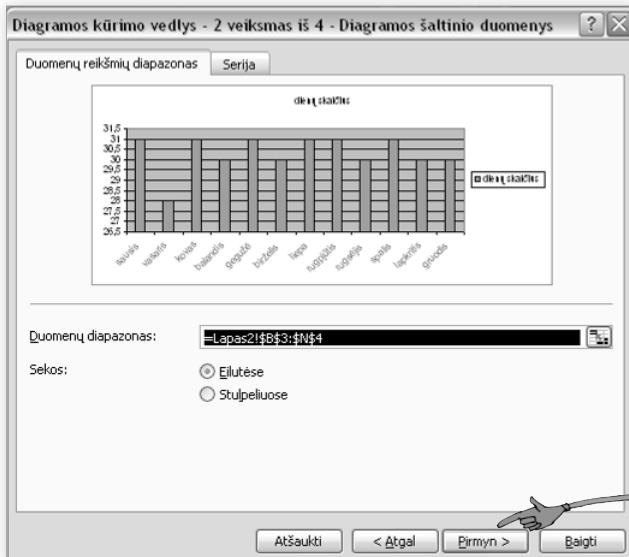 Diagramos kūrimo vedlys - 2 veiksmas iš 4 - Diagramos šaltinio duomenys
Duomenų reikšmių diapazonas
Serija
dienų skaičius
31,5
31
30,5
30
29,5
29
28,5
28
27,5
27
26,5
dienų skaičius
sausis
vasaris
kovas
balandis
gegužė
birželis
liepa
rugpjūtis
rugsėjis
spalis
lapkritis
gruodis
Duomenų diapazonas:
=Lapas2!$B$3:$N$4
Sekos:
Eilutėse
Stulpeliuose
Atšaukti
< Atgal
Pirmyn >
Baigti